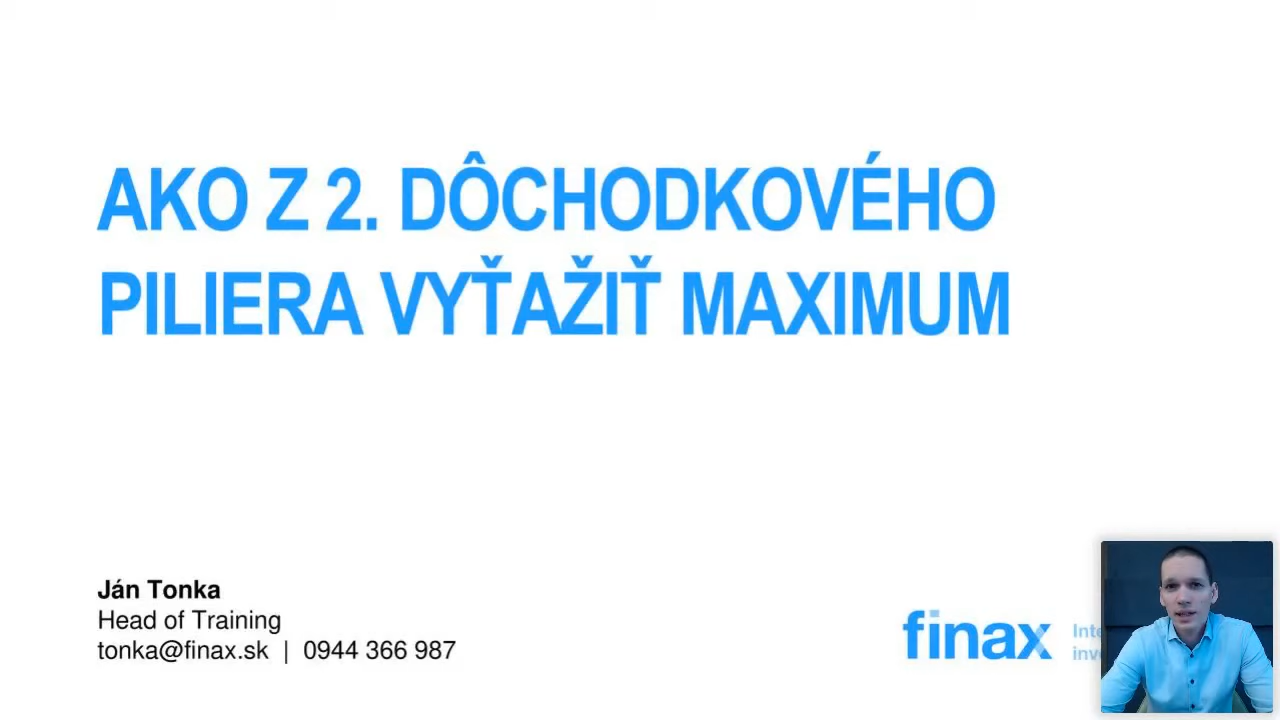 AKO Z 2. DÔCHODKOVÉHO
PILIERA VYŤAŽIŤ MAXIMUM
Ján Tonka
Head of Training
tonka@finax.sk | 0944 366 987
finax